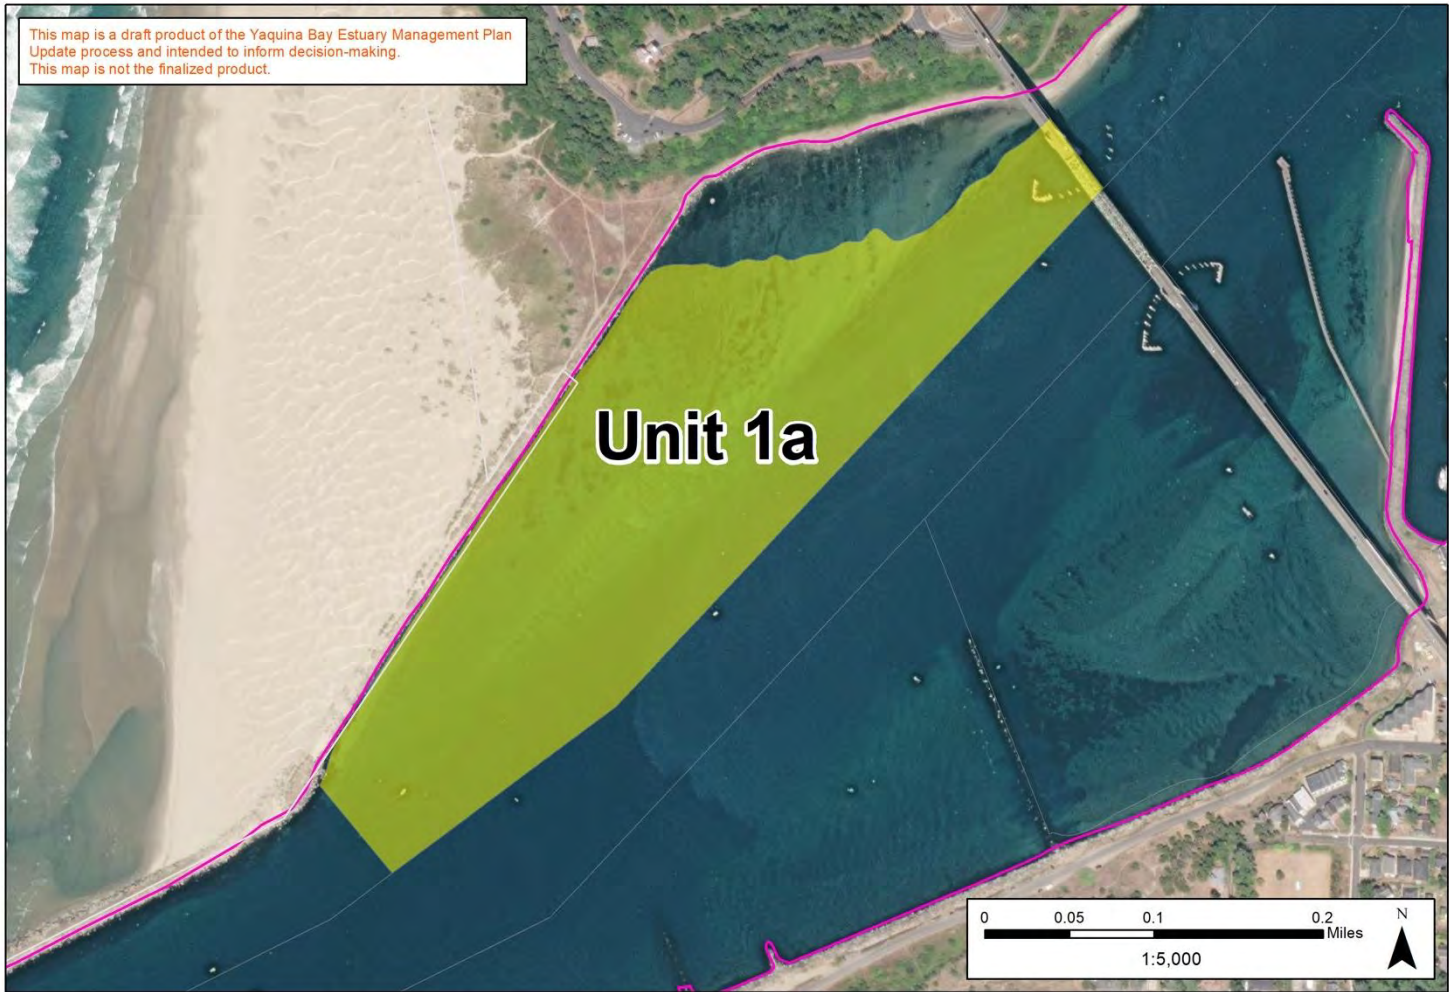 This map is a draft product of the Yaquina Bay Estuary Management Plan
Update process and intended to inform decision-making.
This map is not the finalized product.
Unit 1a
0 0.05 0.1 0.2
Miles
1:5,000
N